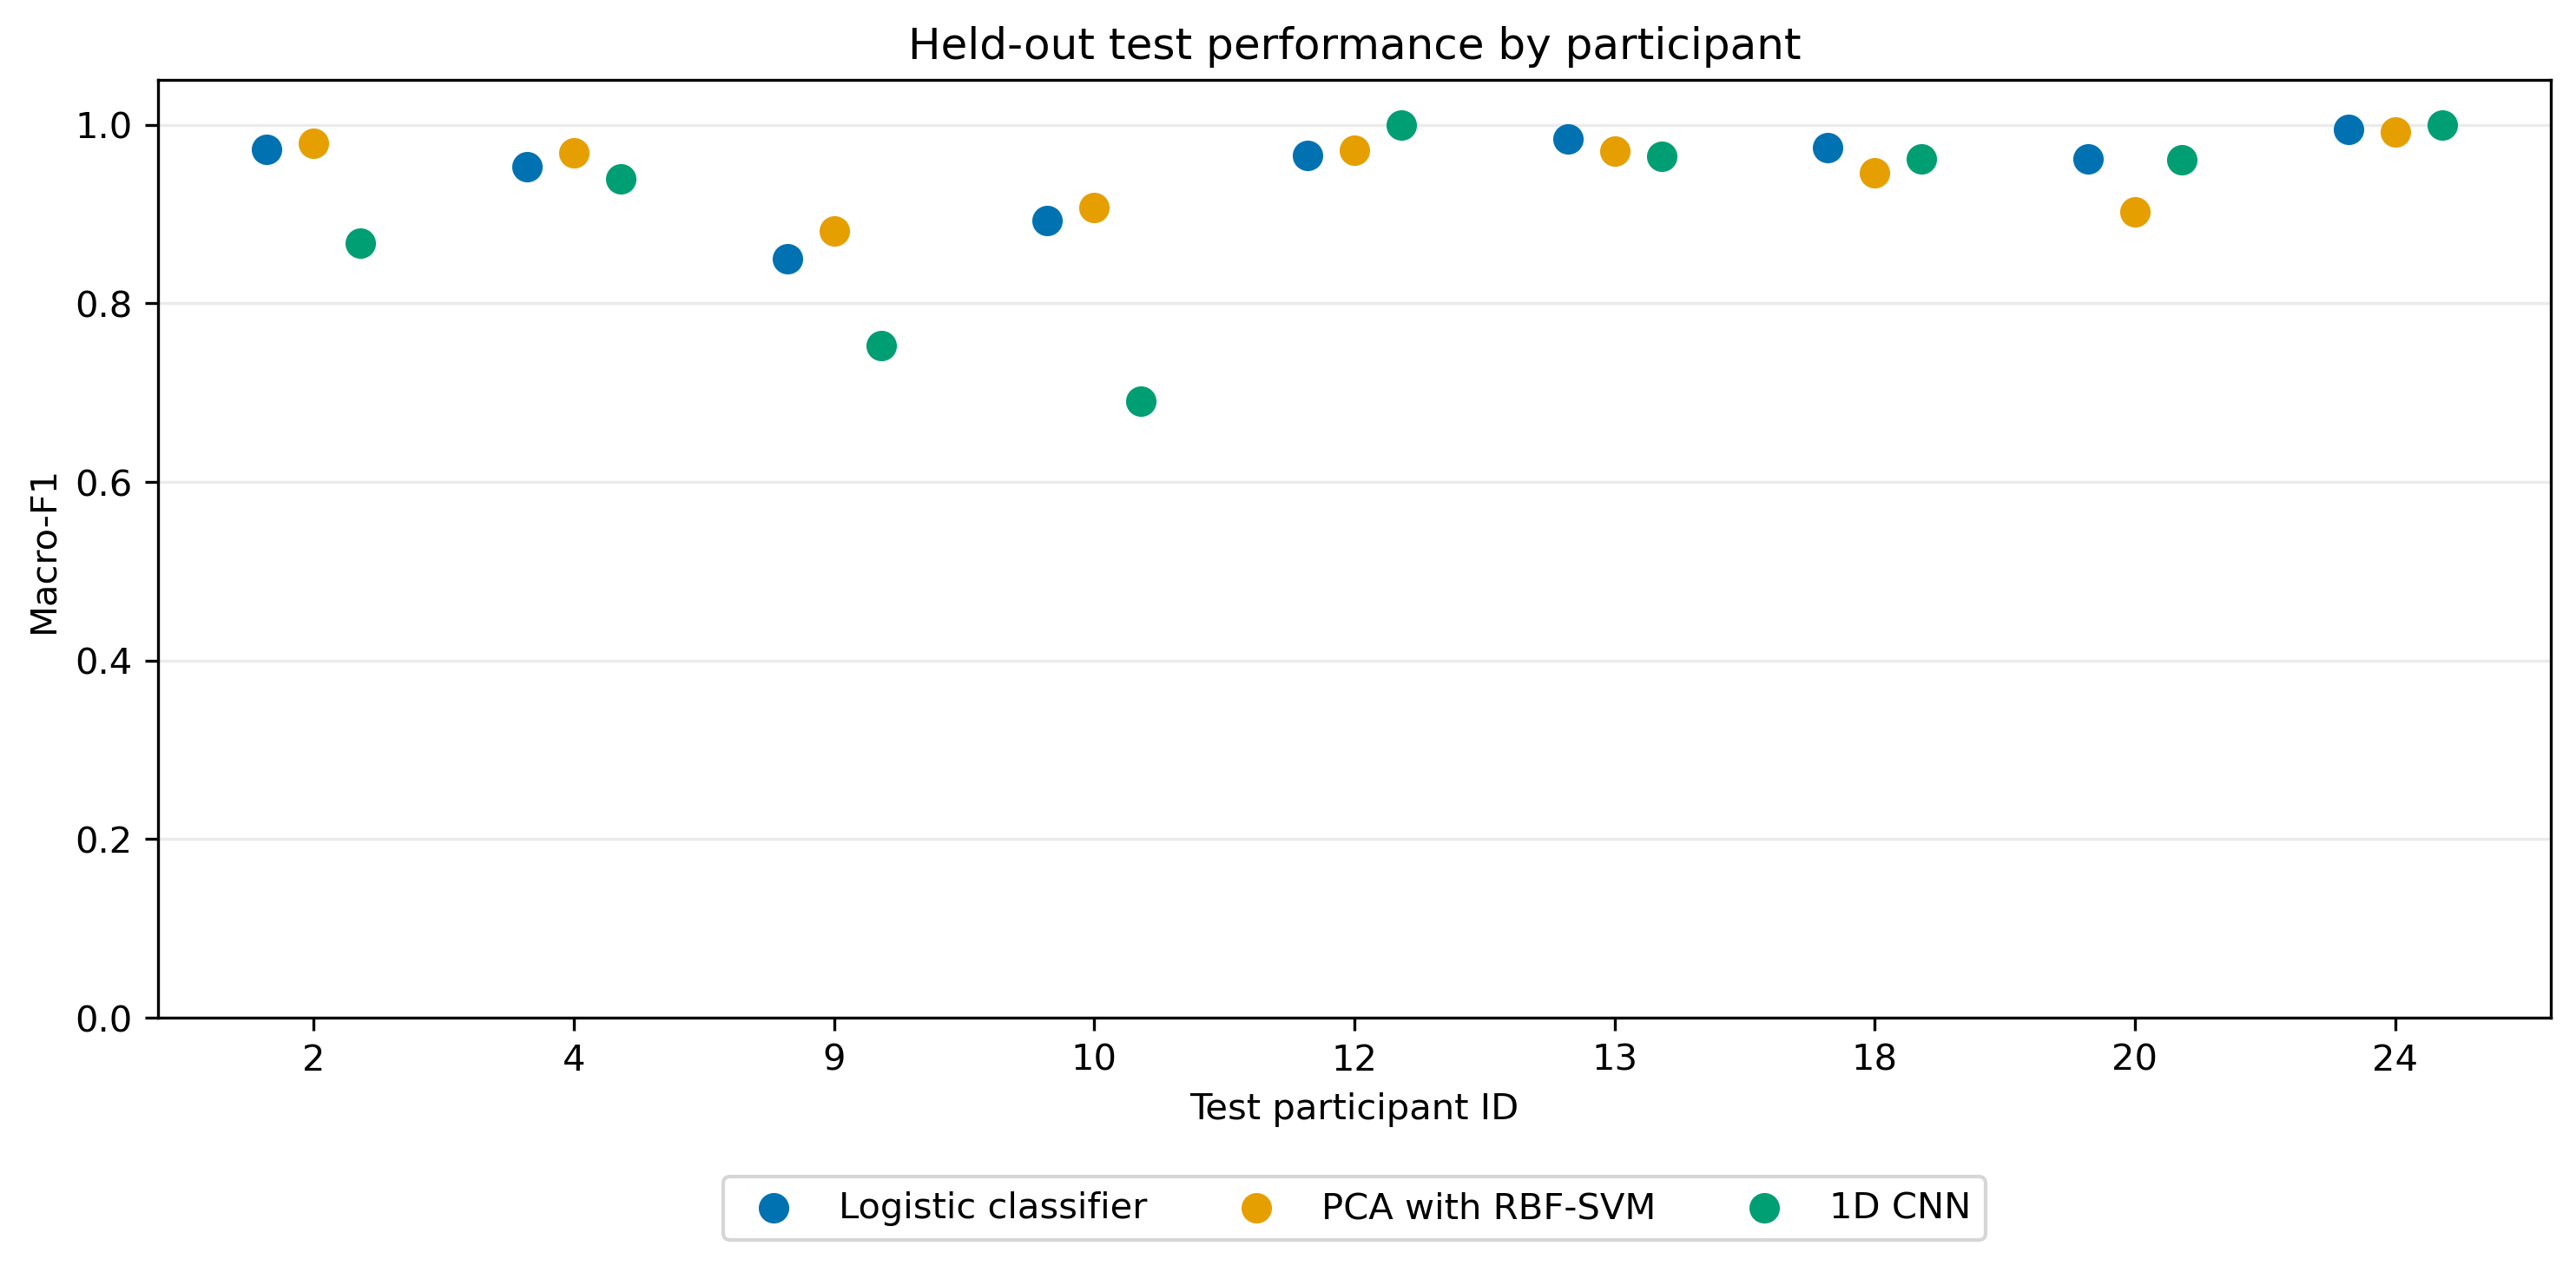 Held-out test performance by participant
1.0
0.8
0.6
0.4
0.2
0.0
Macro-F1
2 4 9 10 12 13 18 20 24
Test participant ID
Logistic classifier PCA with RBF-SVM 1D CNN